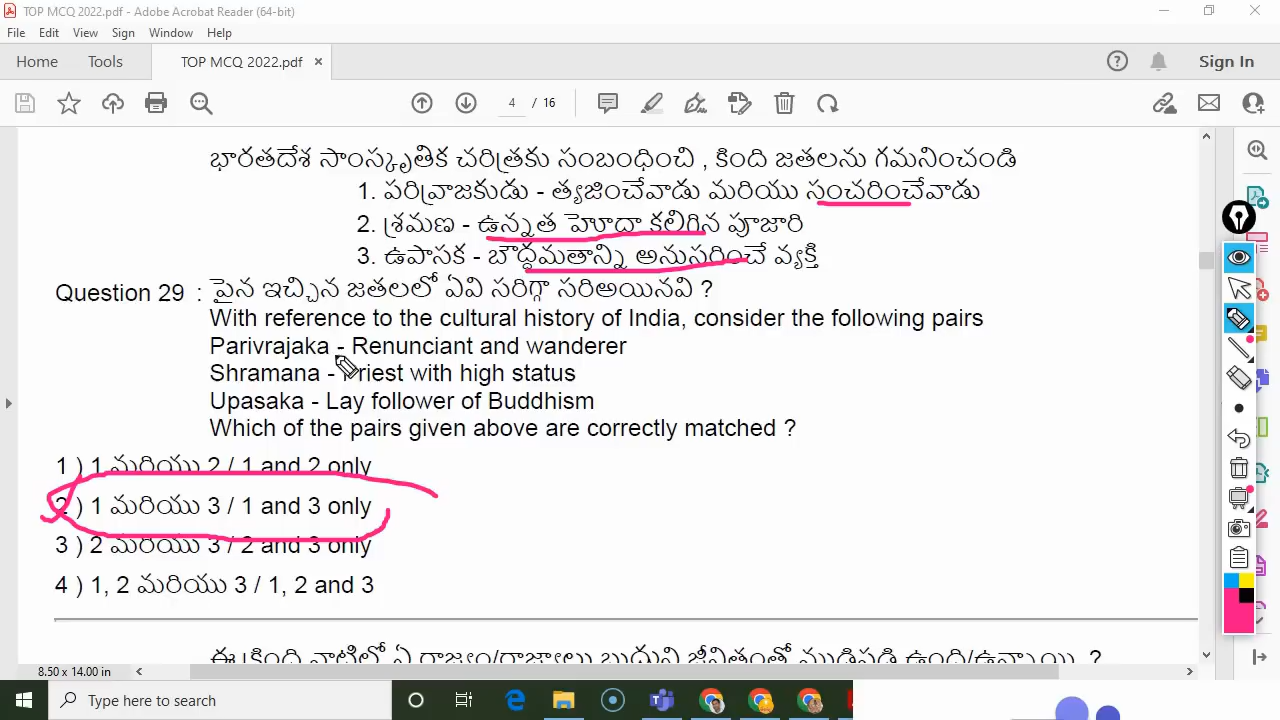 TOP MCQ 2022.pdf - Adobe Acrobat Reader (64-bit)
File Edit View Sign Window Help
Home Tools TOP MCQ 2022.pdf × Sign In
4 / 16
భారతదేశ సాంస్కృతిక చరిత్రకు సంబంధించి , కింది జతలను గమనించండి
1. పరివ్రాజకుడు - త్యజించేవాడు మరియు సంచరించేవాడు
2. శ్రమణ - ఉన్నత హెూదా కలిగిన పూజారి
3. ఉపాసక - బౌద్ధమతాన్ని అనుసరించే వ్యక్తి
Question 29 : పైన ఇచ్చిన జతలలో ఏవి సరిగ్గా సరిఅయినవి ?
With reference to the cultural history of India, consider the following pairs
Parivrajaka - Renunciant and wanderer
Shramana - Priest with high status
Upasaka - Lay follower of Buddhism
Which of the pairs given above are correctly matched ?
1 ) 1 మరియు 2 / 1 and 2 only
2 ) 1 మరియు 3 / 1 and 3 only
3 ) 2 మరియు 3 / 2 and 3 only
4 ) 1, 2 మరియు 3 / 1, 2 and 3
ఈ క్రింది వాటిలో ఏ రాజ్యం/రాజ్యాలు బుద్ధుని జీవితంతో ముడిపడి ఉంది/ఉన్నాయి ?
8.50 x 14.00 in
Type here to search